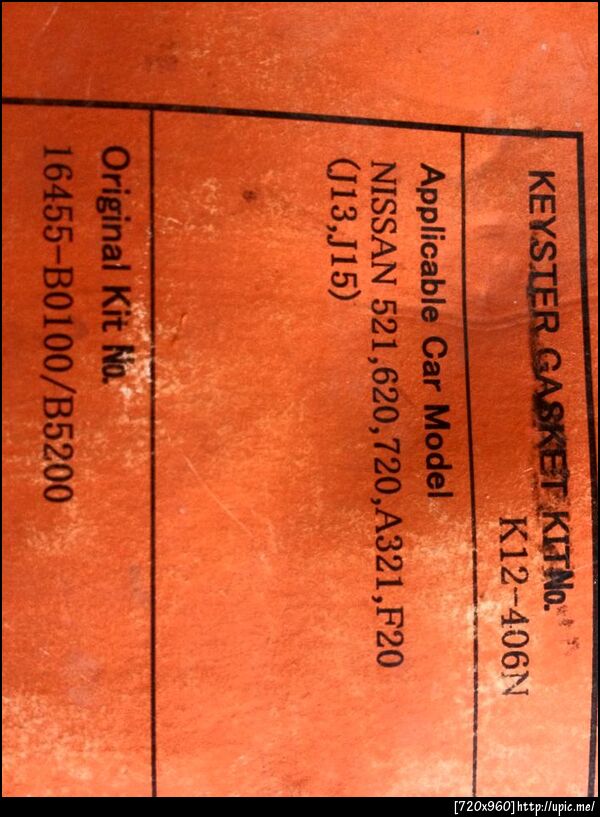 KEYSTER GASKET KIT No.
K12-406N
Applicable Car Model
NISSAN 521,620,720,A321,F20
(J13,J15)
Original Kit No.
16455-B0100/B5200
[720x960]http://upic.me/